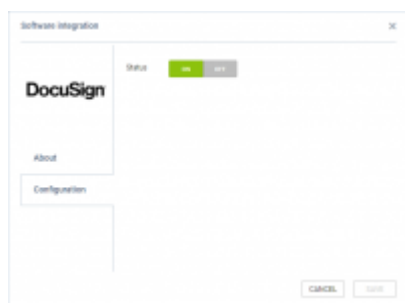 Software integration
Status
ON OFF
DocuSign
About
Configuration
CANCEL SAVE